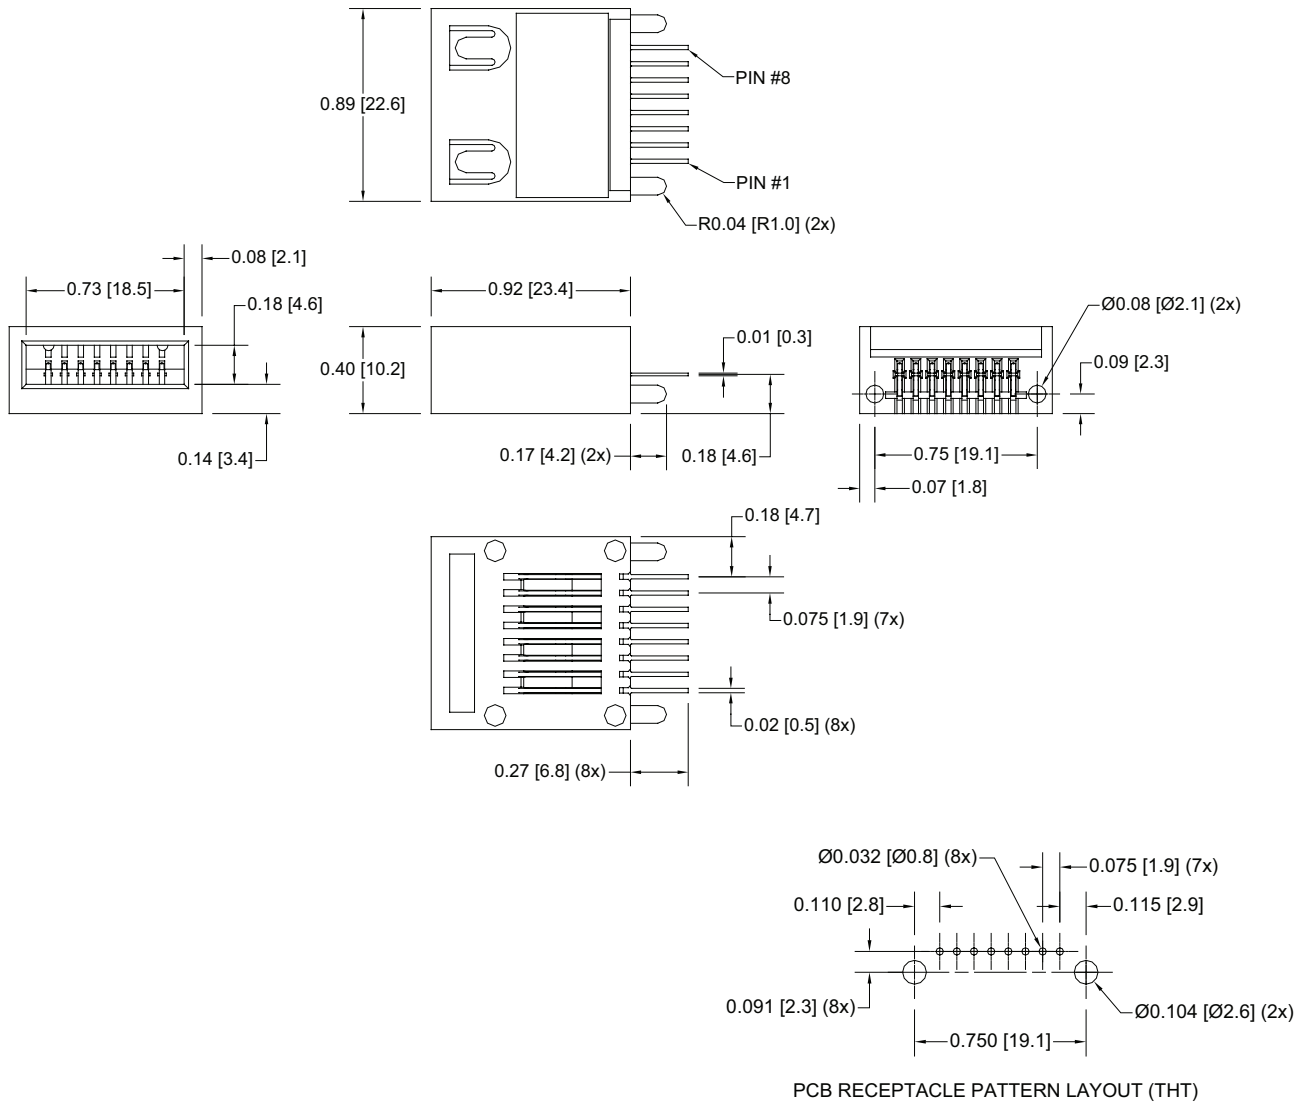 PIN #8
0.89 [22.6]
PIN #1
R0.04 [R1.0] (2x)
0.08 [2.1]
0.73 [18.5]
0.92 [23.4]
0.18 [4.6]
Ø0.08 [Ø2.1] (2x)
0.01 [0.3]
0.40 [10.2]
0.09 [2.3]
0.14 [3.4]
0.17 [4.2] (2x)
0.18 [4.6]
0.75 [19.1]
0.07 [1.8]
0.18 [4.7]
0.075 [1.9] (7x)
0.02 [0.5] (8x)
0.27 [6.8] (8x)
Ø0.032 [Ø0.8] (8x)
0.075 [1.9] (7x)
0.110 [2.8]
0.115 [2.9]
0.091 [2.3] (8x)
Ø0.104 [Ø2.6] (2x)
0.750 [19.1]
PCB RECEPTACLE PATTERN LAYOUT (THT)